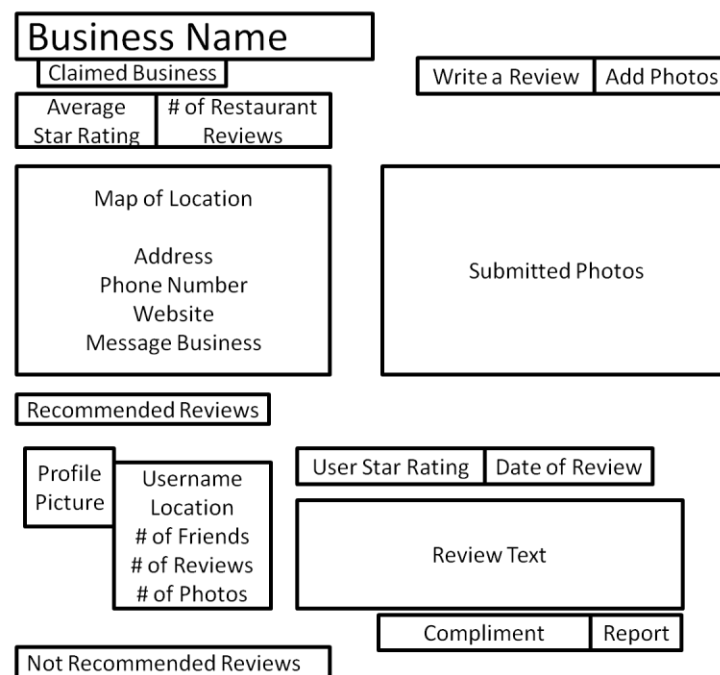 Business Name
Claimed Business
Write a Review
Add Photos
Average
Star Rating
# of Restaurant
Reviews
Map of Location
Address
Phone Number
Website
Message Business
Submitted Photos
Recommended Reviews
Profile
Picture
Username
Location
# of Friends
# of Reviews
# of Photos
User Star Rating
Date of Review
Review Text
Compliment
Report
Not Recommended Reviews